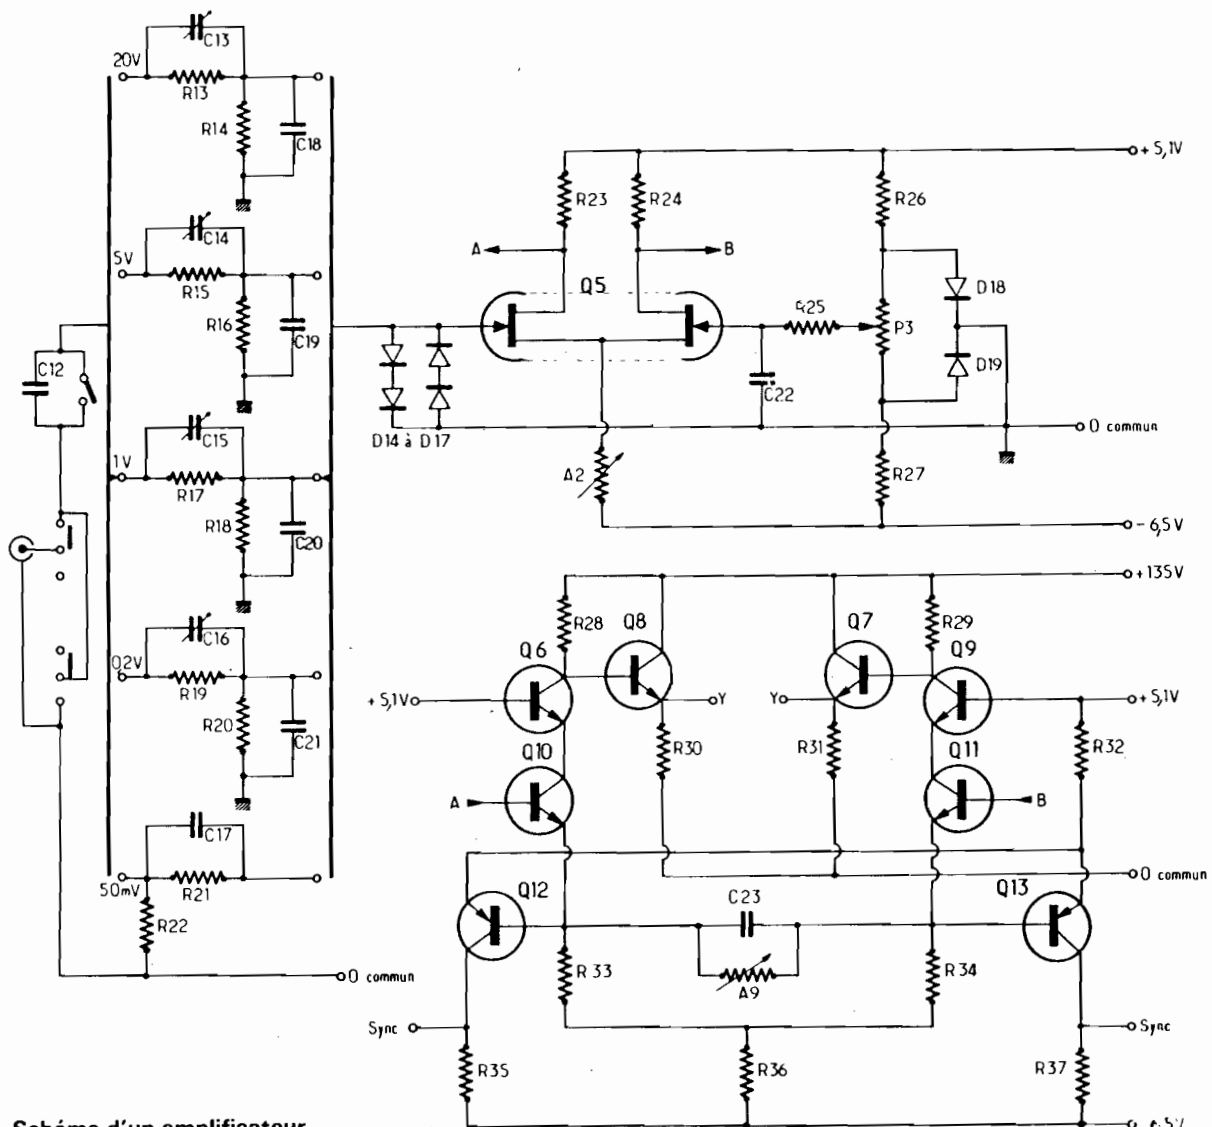 C13
20V
R13
R14
C18
C14
5V
R15
R16
C19
C12
C15
1V
R17
R18
C20
C16
0,2V
R19
R20
C21
C17
50mV
R21
R22
0 commun
+ 5,1V
R23
R24
R26
A
B
Q5
R25
P3
D18
D19
C22
D14 à D17
0 commun
A2
R27
- 6,5V
+135V
R28
Q8
Q7
R29
Q6
Q9
+ 5,1V
Y
Y
+5,1V
R30
R31
R32
Q10
Q11
A
B
0 commun
Q12
C23
Q13
R33
A9
R34
Sync
Sync
R35
R36
R37
Schéma d'un amplificateur